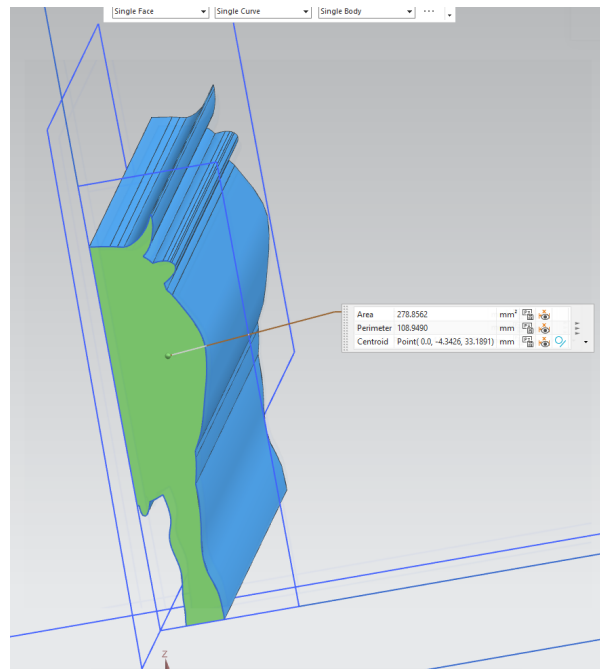 Single Face Single Curve Single Body ...
Area 278.8562 mm²
Perimeter 108.9490 mm
Centroid Point( 0.0, -4.3426, 33.1891) mm
Z